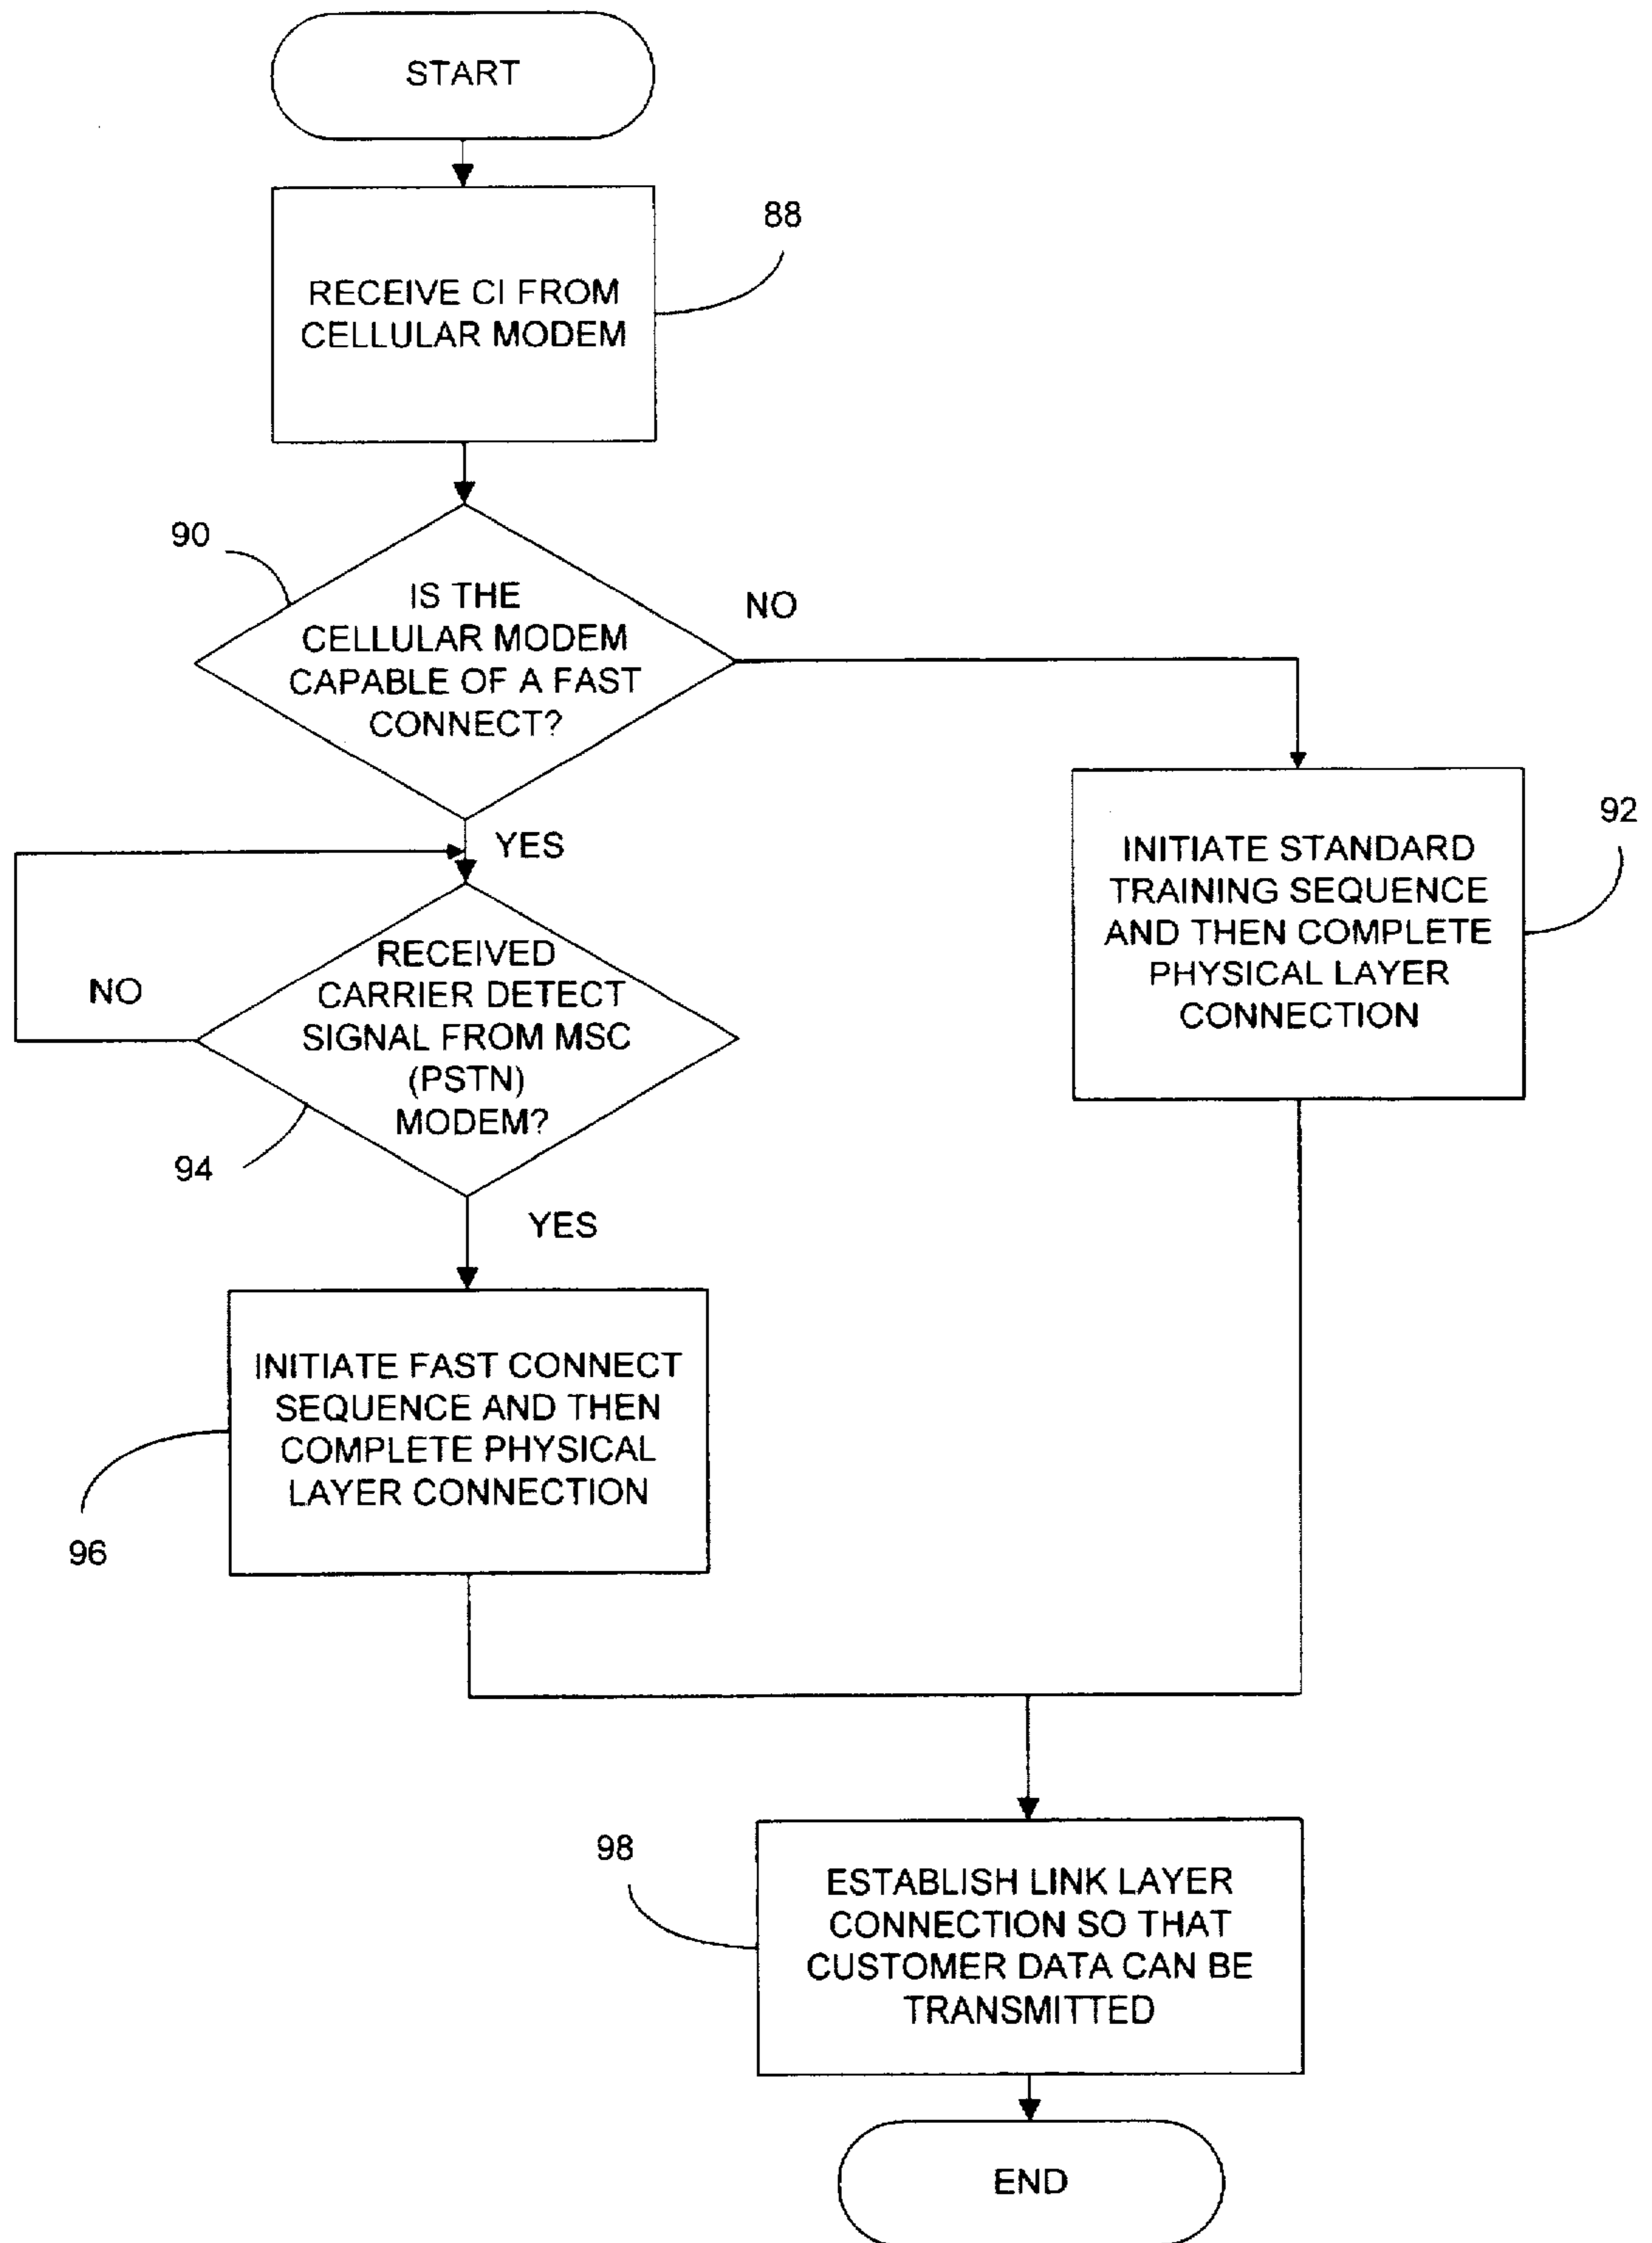 START
88
RECEIVE CI FROM
CELLULAR MODEM
90
IS THE
CELLULAR MODEM
CAPABLE OF A FAST
CONNECT?
NO
YES
92
INITIATE STANDARD
TRAINING SEQUENCE
AND THEN COMPLETE
PHYSICAL LAYER
CONNECTION
RECEIVED
CARRIER DETECT
SIGNAL FROM MSC
(PSTN)
MODEM?
NO
94
YES
INITIATE FAST CONNECT
SEQUENCE AND THEN
COMPLETE PHYSICAL
LAYER CONNECTION
96
98
ESTABLISH LINK LAYER
CONNECTION SO THAT
CUSTOMER DATA CAN BE
TRANSMITTED
END